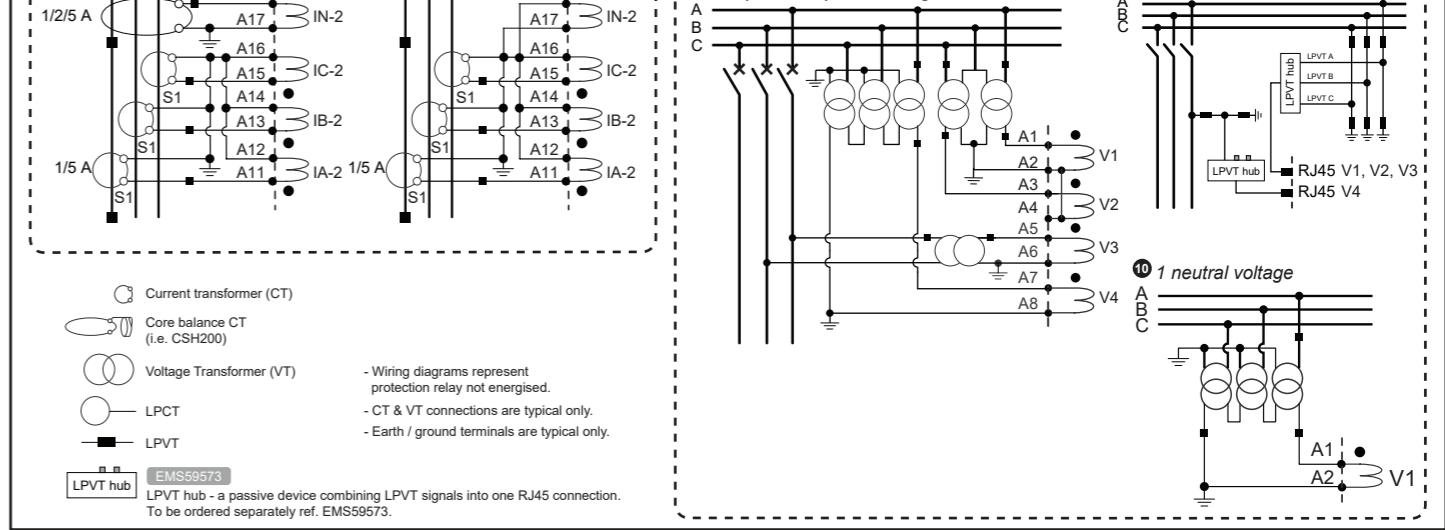 1/2/5 A
A17
IN-2
A16
IC-2
A15
S1
A14
IB-2
A13
S1
A12
1/5 A
IA-2
A11
S1
A17
IN-2
A16
IC-2
A15
S1
A14
IB-2
A13
S1
A12
1/5 A
IA-2
A11
S1
Current transformer (CT)
Core balance CT
(i.e. CSH200)
Voltage Transformer (VT)
LPCT
LPVT
LPVT hub
EMS59573
LPVT hub - a passive device combining LPVT signals into one RJ45 connection.
To be ordered separately ref. EMS59573.
- Wiring diagrams represent
protection relay not energised.
- CT & VT connections are typical only.
- Earth / ground terminals are typical only.
A
B
C
A1
V1
A2
A3
V2
A4
A5
V3
A6
A7
V4
A8
A
B
C
LPVT hub
LPVT A
LPVT B
LPVT C
LPVT hub
RJ45 V1, V2, V3
RJ45 V4
10 1 neutral voltage
A
B
C
A1
V1
A2